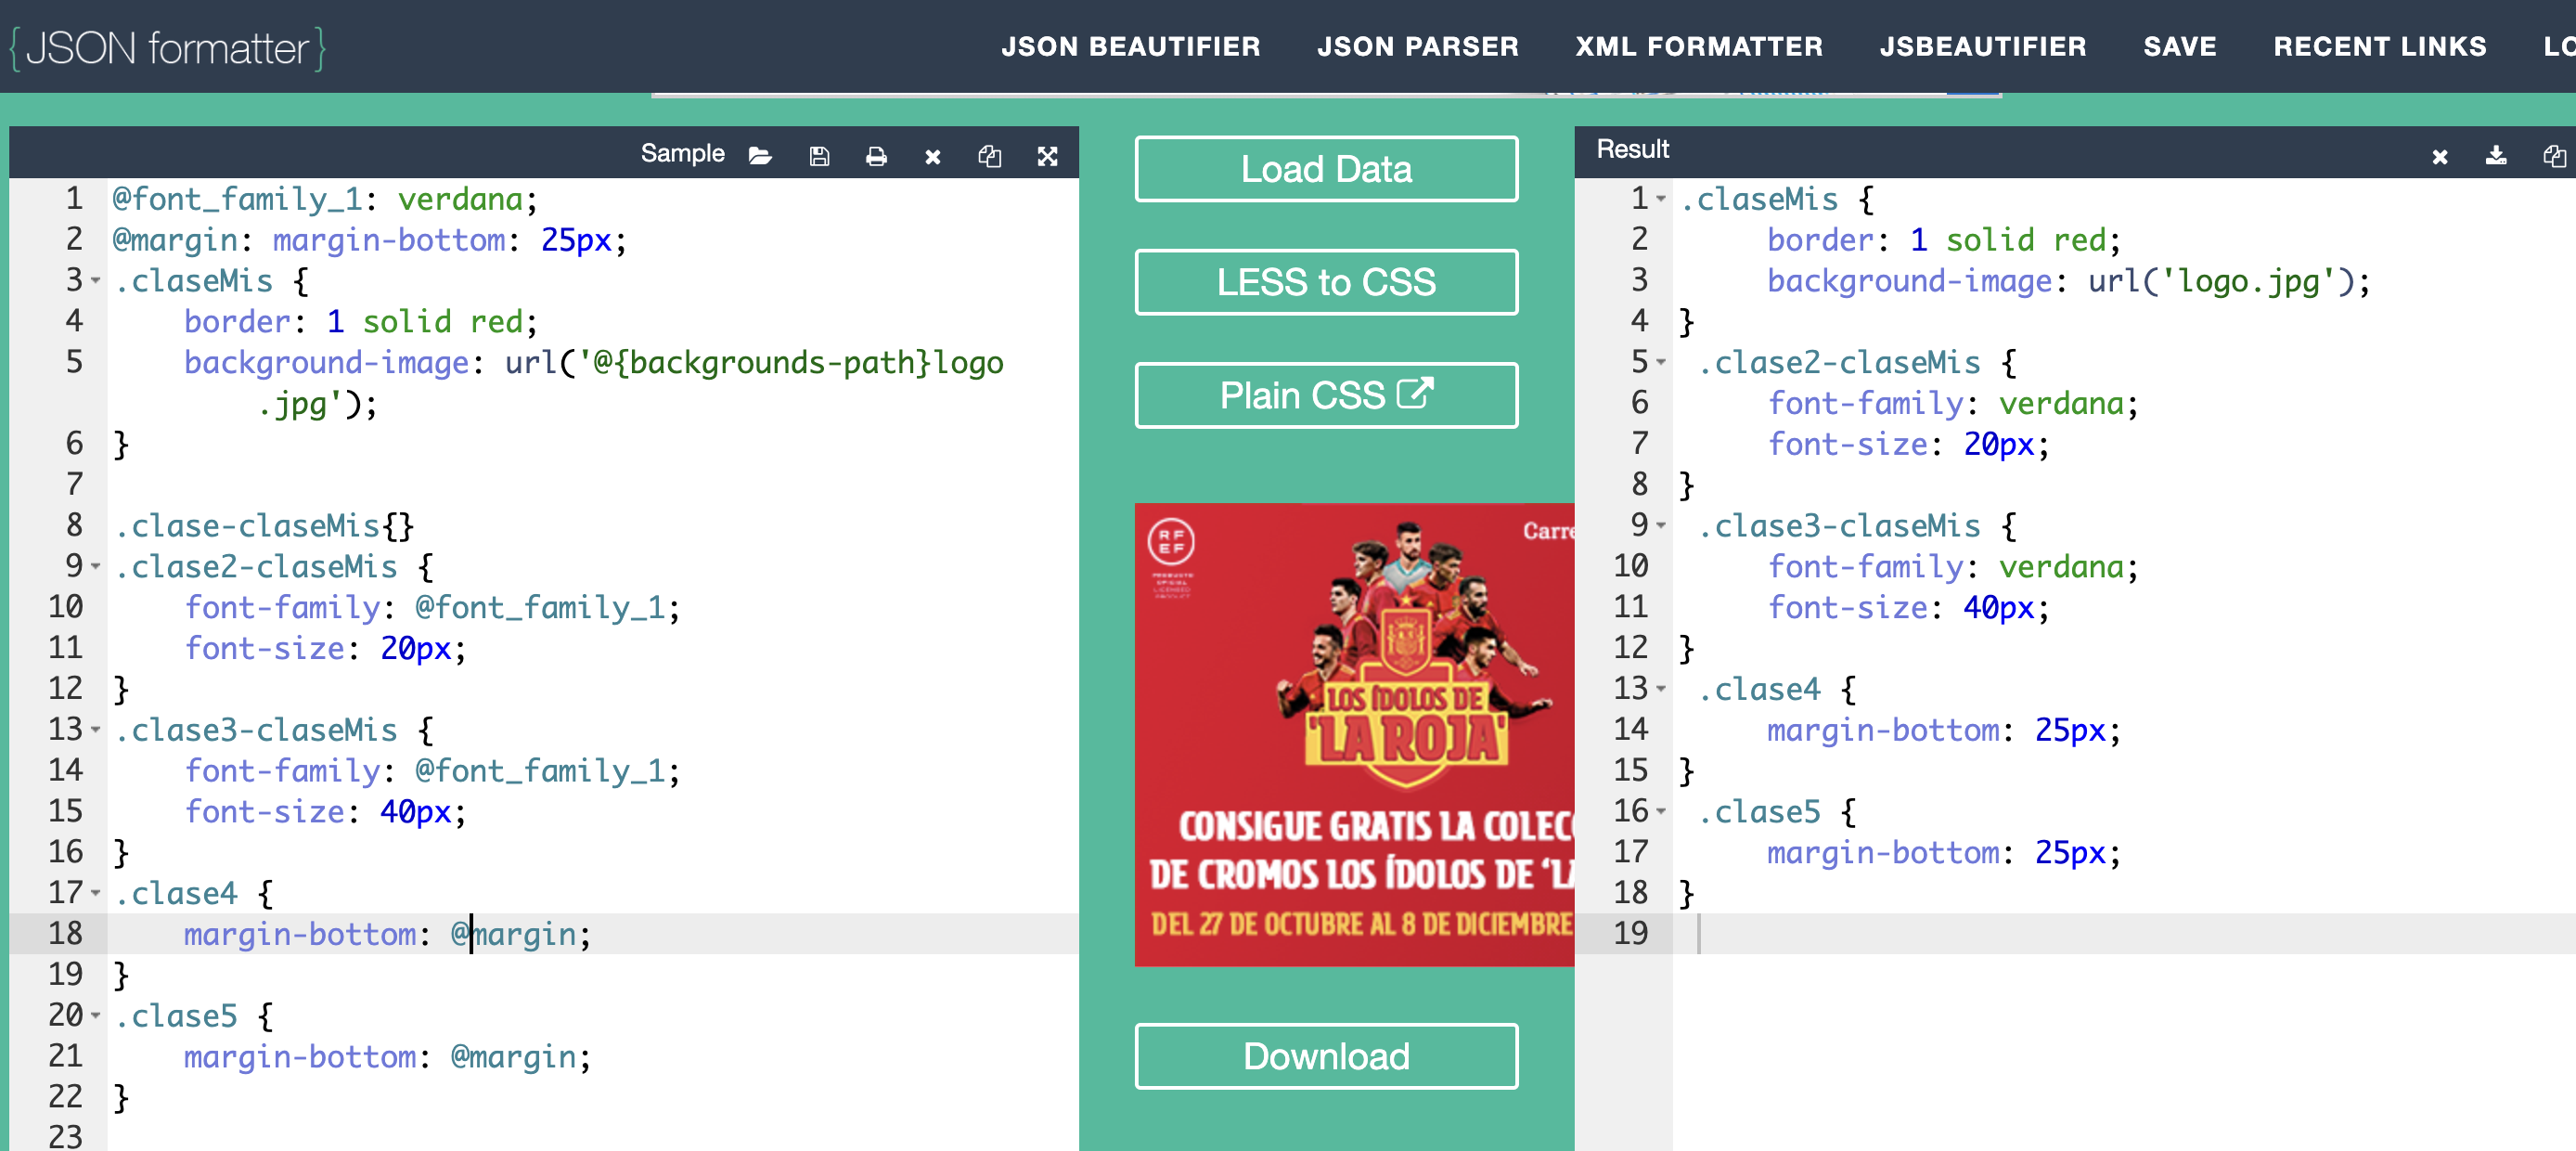 {JSON formatter}
JSON BEAUTIFIER JSON PARSER XML FORMATTER JSBEAUTIFIER SAVE RECENT LINKS
Sample
1 @font_family_1: verdana;
2 @margin: margin-bottom: 25px;
3 .claseMis {
4 border: 1 solid red;
5 background-image: url('@{backgrounds-path}logo
.jpg');
6 }
7
8 .clase-claseMis{}
9 .clase2-claseMis {
10 font-family: @font_family_1;
11 font-size: 20px;
12 }
13 .clase3-claseMis {
14 font-family: @font_family_1;
15 font-size: 40px;
16 }
17 .clase4 {
18 margin-bottom: @margin;
19 }
20 .clase5 {
21 margin-bottom: @margin;
22 }
23
Load Data
LESS to CSS
Plain CSS
RF
EF
Carre
LOS ÍDOLOS DE
'LA ROJA'
CONSIGUE GRATIS LA COLEC
DE CROMOS LOS ÍDOLOS DE ‘LA
DEL 27 DE OCTUBRE AL 8 DE DICIEMBRE
Download
Result
1 .claseMis {
2 border: 1 solid red;
3 background-image: url('logo.jpg');
4 }
5 .clase2-claseMis {
6 font-family: verdana;
7 font-size: 20px;
8 }
9 .clase3-claseMis {
10 font-family: verdana;
11 font-size: 40px;
12 }
13 .clase4 {
14 margin-bottom: 25px;
15 }
16 .clase5 {
17 margin-bottom: 25px;
18 }
19